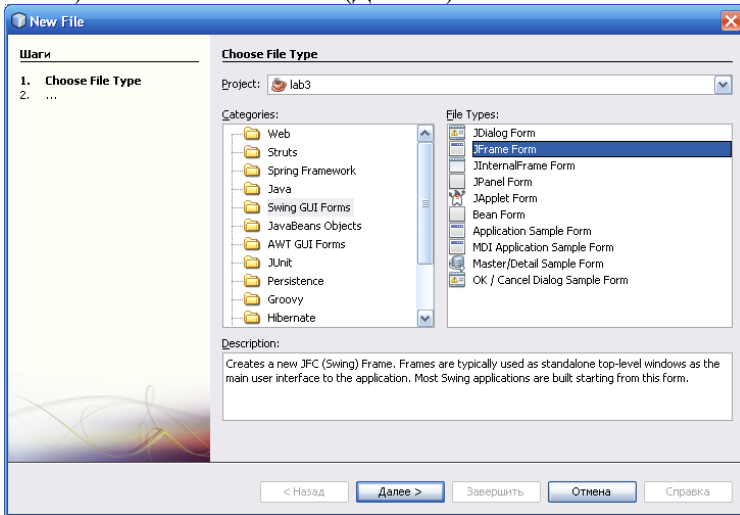 New File
Шаги
1. Choose File Type
2. ...
Choose File Type
Project: lab3
Categories:
Web
Struts
Spring Framework
Java
Swing GUI Forms
JavaBeans Objects
AWT GUI Forms
JUnit
Persistence
Groovy
Hibernate
File Types:
JDialog Form
JFrame Form
JInternalFrame Form
JPanel Form
JApplet Form
Bean Form
Application Sample Form
MDI Application Sample Form
Master/Detail Sample Form
OK / Cancel Dialog Sample Form
Description:
Creates a new JFC (Swing) Frame. Frames are typically used as standalone top-level windows as the
main user interface to the application. Most Swing applications are built starting from this form.
< Назад Далее > Завершить Отмена Справка